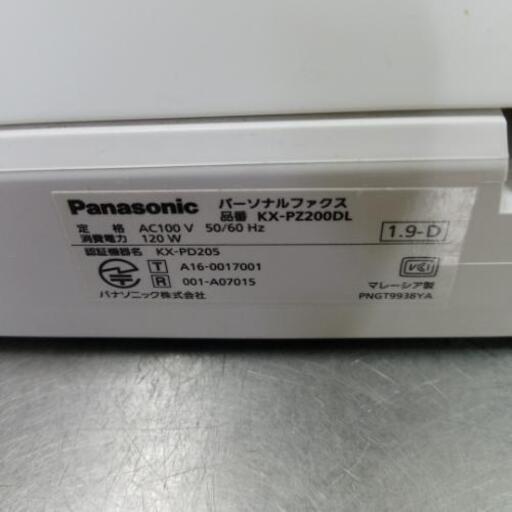 Panasonic パーソナルファクス
品番 KX-PZ200DL
定 格 AC100 V 50/60 Hz
消費電力 120 W
1.9-D
認証機器名 KX-PD205
T A16-0017001
R 001-A07015
パナソニック株式会社
VCI
マレーシア製
PNGT9938YA